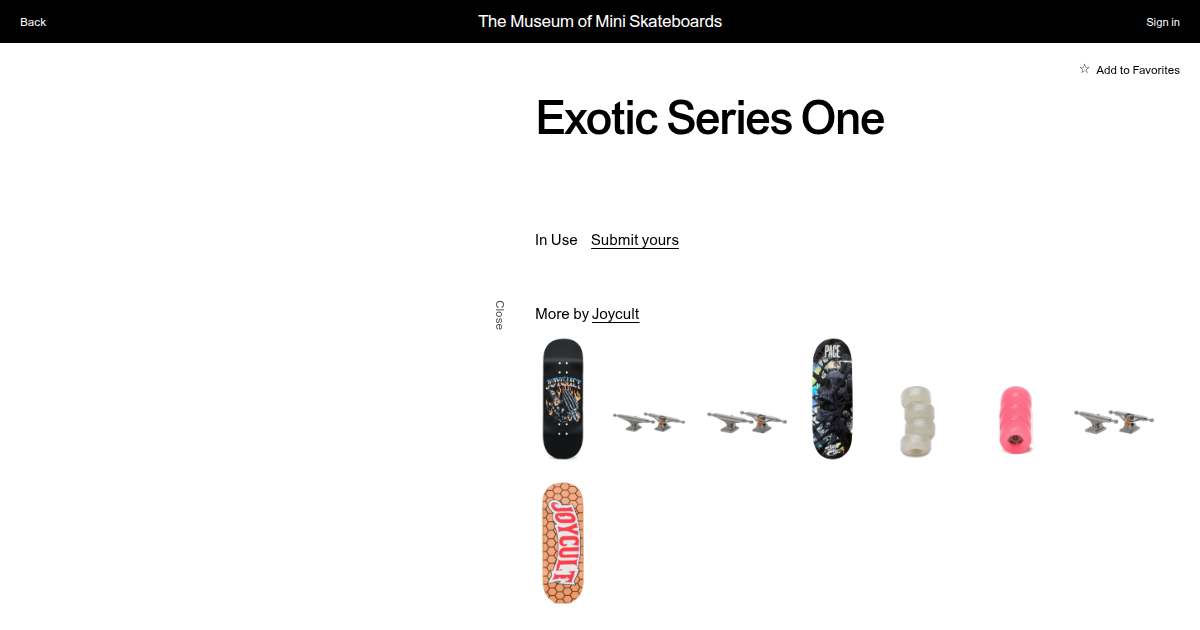 Back
The Museum of Mini Skateboards
Sign in
☆ Add to Favorites
Exotic Series One
In Use Submit yours
Close
More by Joycult
JOYCULT
PACE
JOYCULT